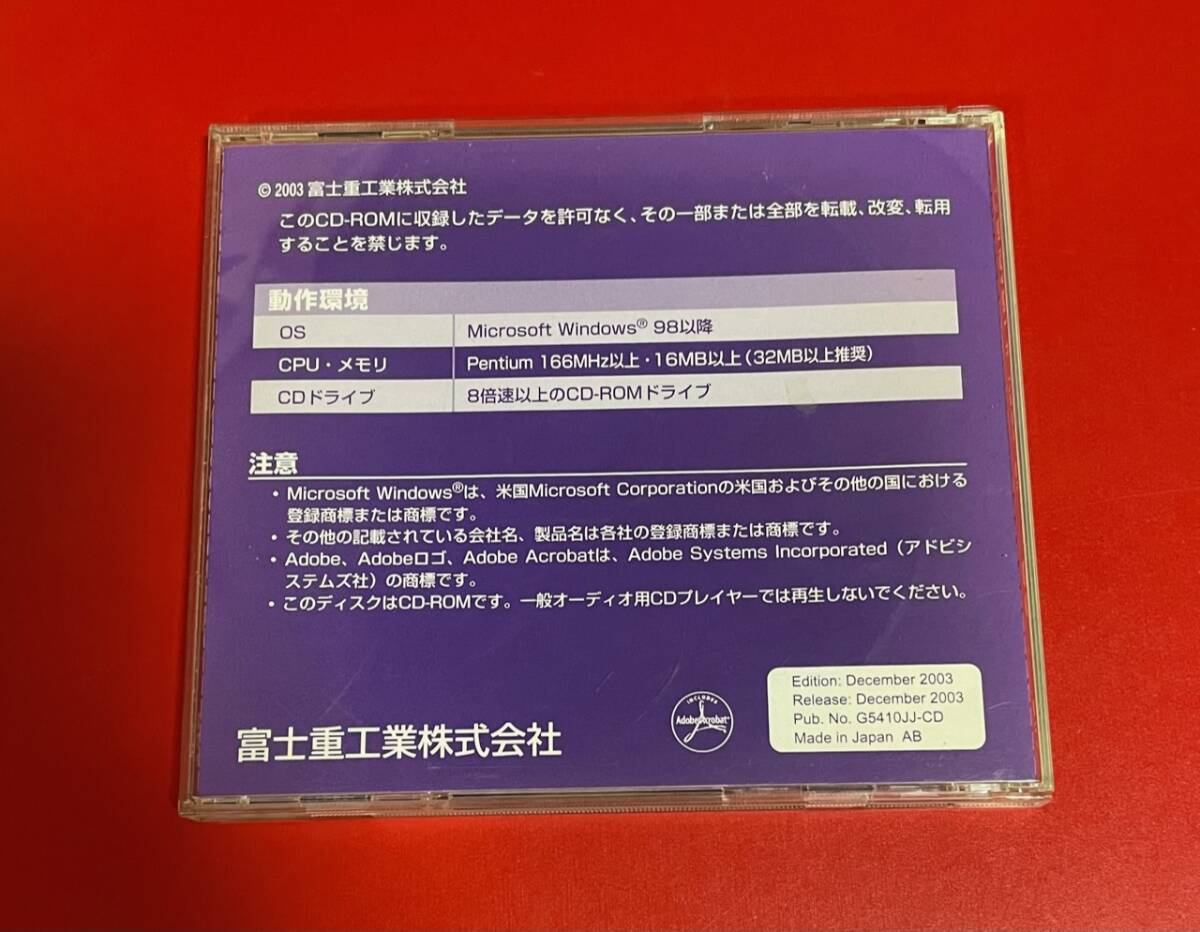 © 2003 富士重工業株式会社
このCD-ROMに収録したデータを許可なく、その一部または全部を転載、改変、転用
することを禁じます。
動作環境
OS Microsoft Windows® 98以降
CPU・メモリ Pentium 166MHz以上・16MB以上(32MB以上推奨)
CDドライブ 8倍速以上のCD-ROMドライブ
注意
・Microsoft Windows®は、米国Microsoft Corporationの米国およびその他の国における
登録商標または商標です。
・その他の記載されている会社名、製品名は各社の登録商標または商標です。
・Adobe、Adobeロゴ、Adobe Acrobatは、Adobe Systems Incorporated(アドビシ
ステムズ社)の商標です。
・このディスクはCD-ROMです。一般オーディオ用CDプレイヤーでは再生しないでください。
富士重工業株式会社
INCLUDES
Adobe Acrobat
Edition: December 2003
Release: December 2003
Pub. No. G5410JJ-CD
Made in Japan AB